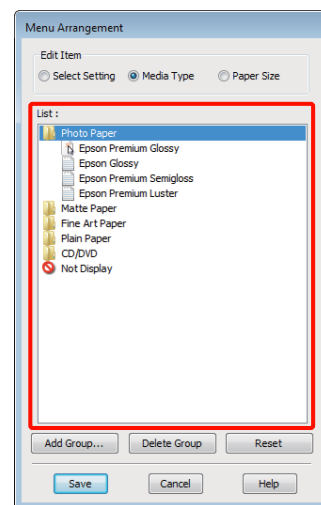 Menu Arrangement
Edit Item
Select Setting Media Type Paper Size
List :
Photo Paper
Epson Premium Glossy
Epson Glossy
Epson Premium Semigloss
Epson Premium Luster
Matte Paper
Fine Art Paper
Plain Paper
CD/DVD
Not Display
Add Group... Delete Group Reset
Save Cancel Help